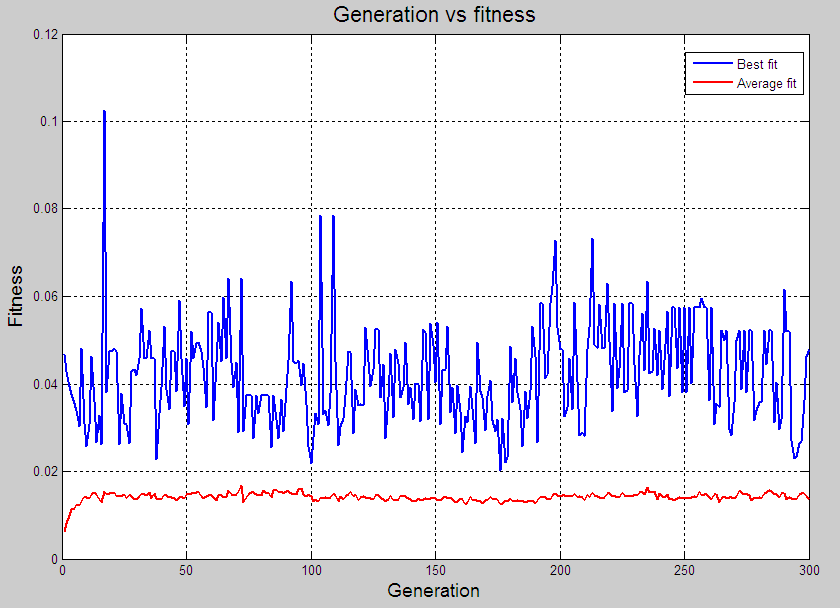 Generation vs fitness
0.12
0.1
0.08
0.06
0.04
0.02
0
Fitness
Best fit
Average fit
0 50 100 150 200 250 300
Generation